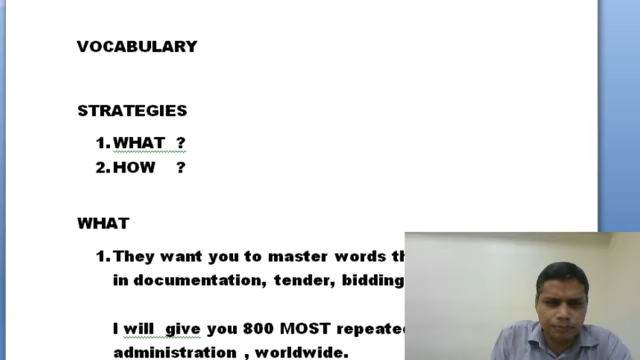 VOCABULARY
STRATEGIES
1. WHAT ?
2. HOW ?
WHAT
1. They want you to master words
in documentation, tender, bidding
I will give you 800 MOST repeated
administration , worldwide.